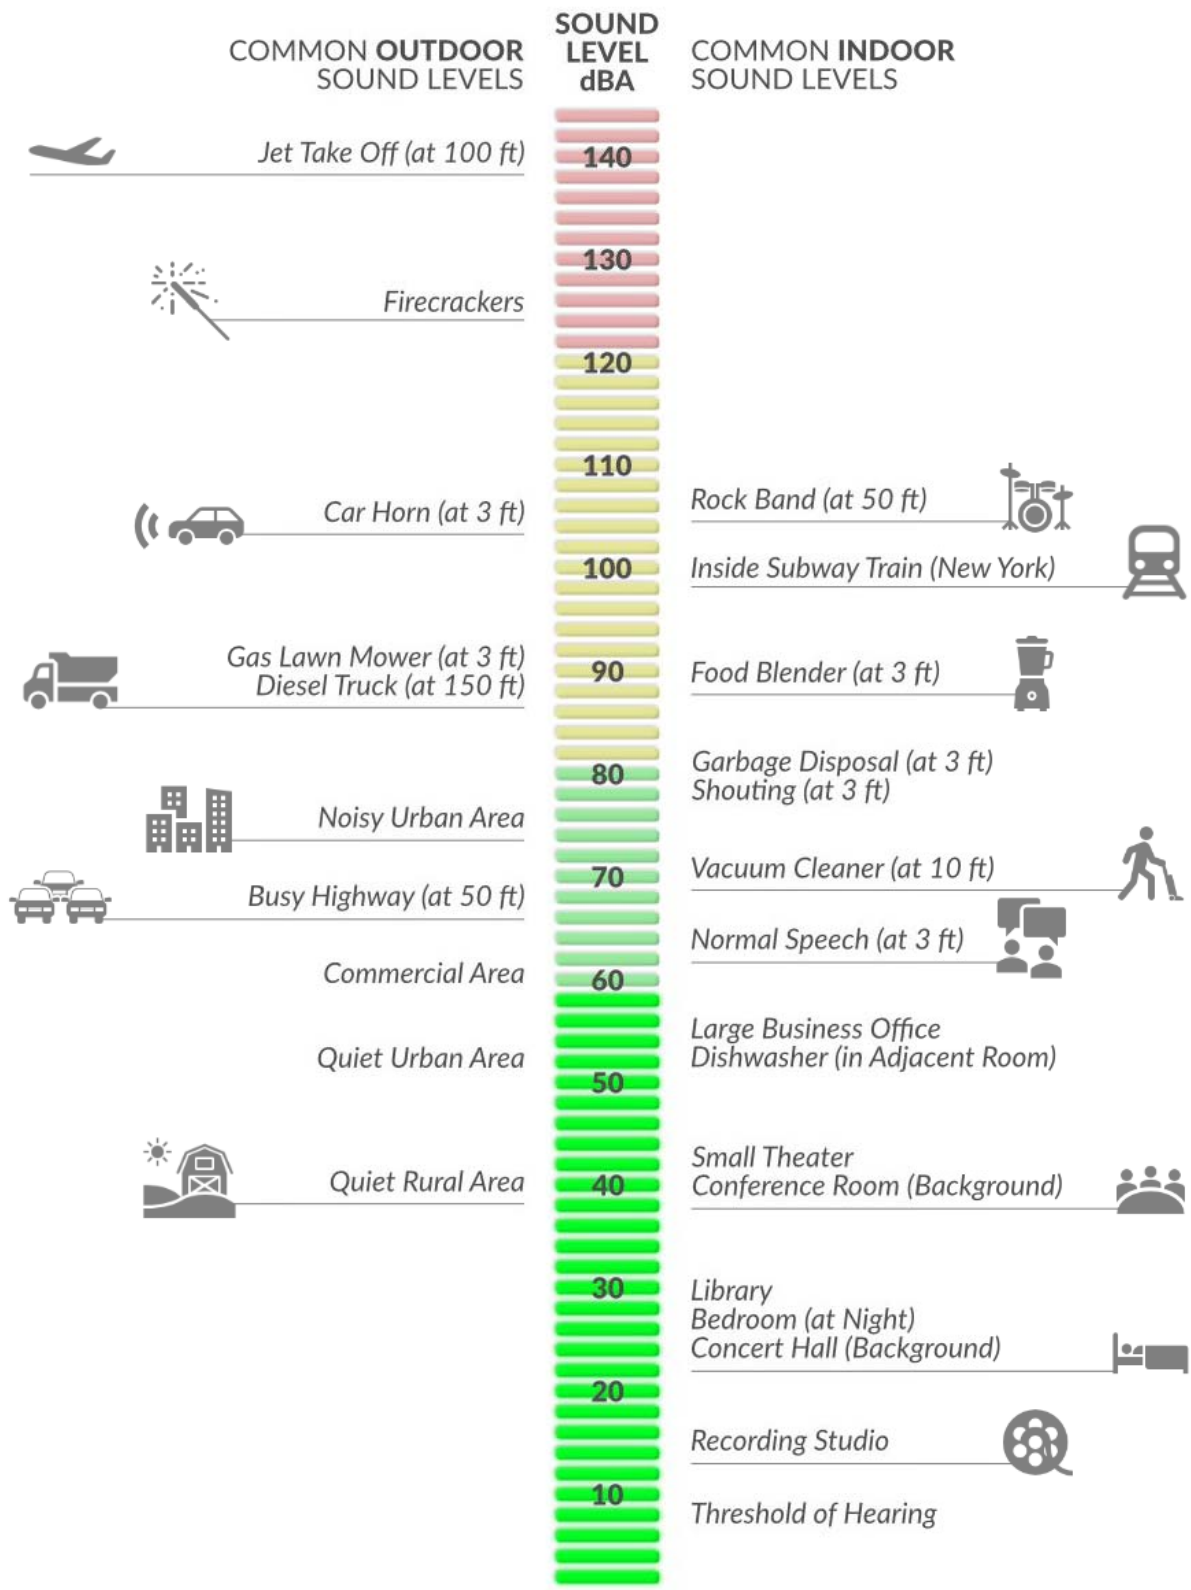 COMMON OUTDOOR
SOUND LEVELS
SOUND
LEVEL
dBA
COMMON INDOOR
SOUND LEVELS
Jet Take Off (at 100 ft)
140
130
Firecrackers
120
110
Rock Band (at 50 ft)
Car Horn (at 3 ft)
100
Inside Subway Train (New York)
Gas Lawn Mower (at 3 ft)
Diesel Truck (at 150 ft)
90
Food Blender (at 3 ft)
80
Garbage Disposal (at 3 ft)
Shouting (at 3 ft)
Noisy Urban Area
70
Vacuum Cleaner (at 10 ft)
Busy Highway (at 50 ft)
Normal Speech (at 3 ft)
Commercial Area
60
Large Business Office
Dishwasher (in Adjacent Room)
Quiet Urban Area
50
Small Theater
Conference Room (Background)
Quiet Rural Area
40
30
Library
Bedroom (at Night)
Concert Hall (Background)
20
Recording Studio
10
Threshold of Hearing